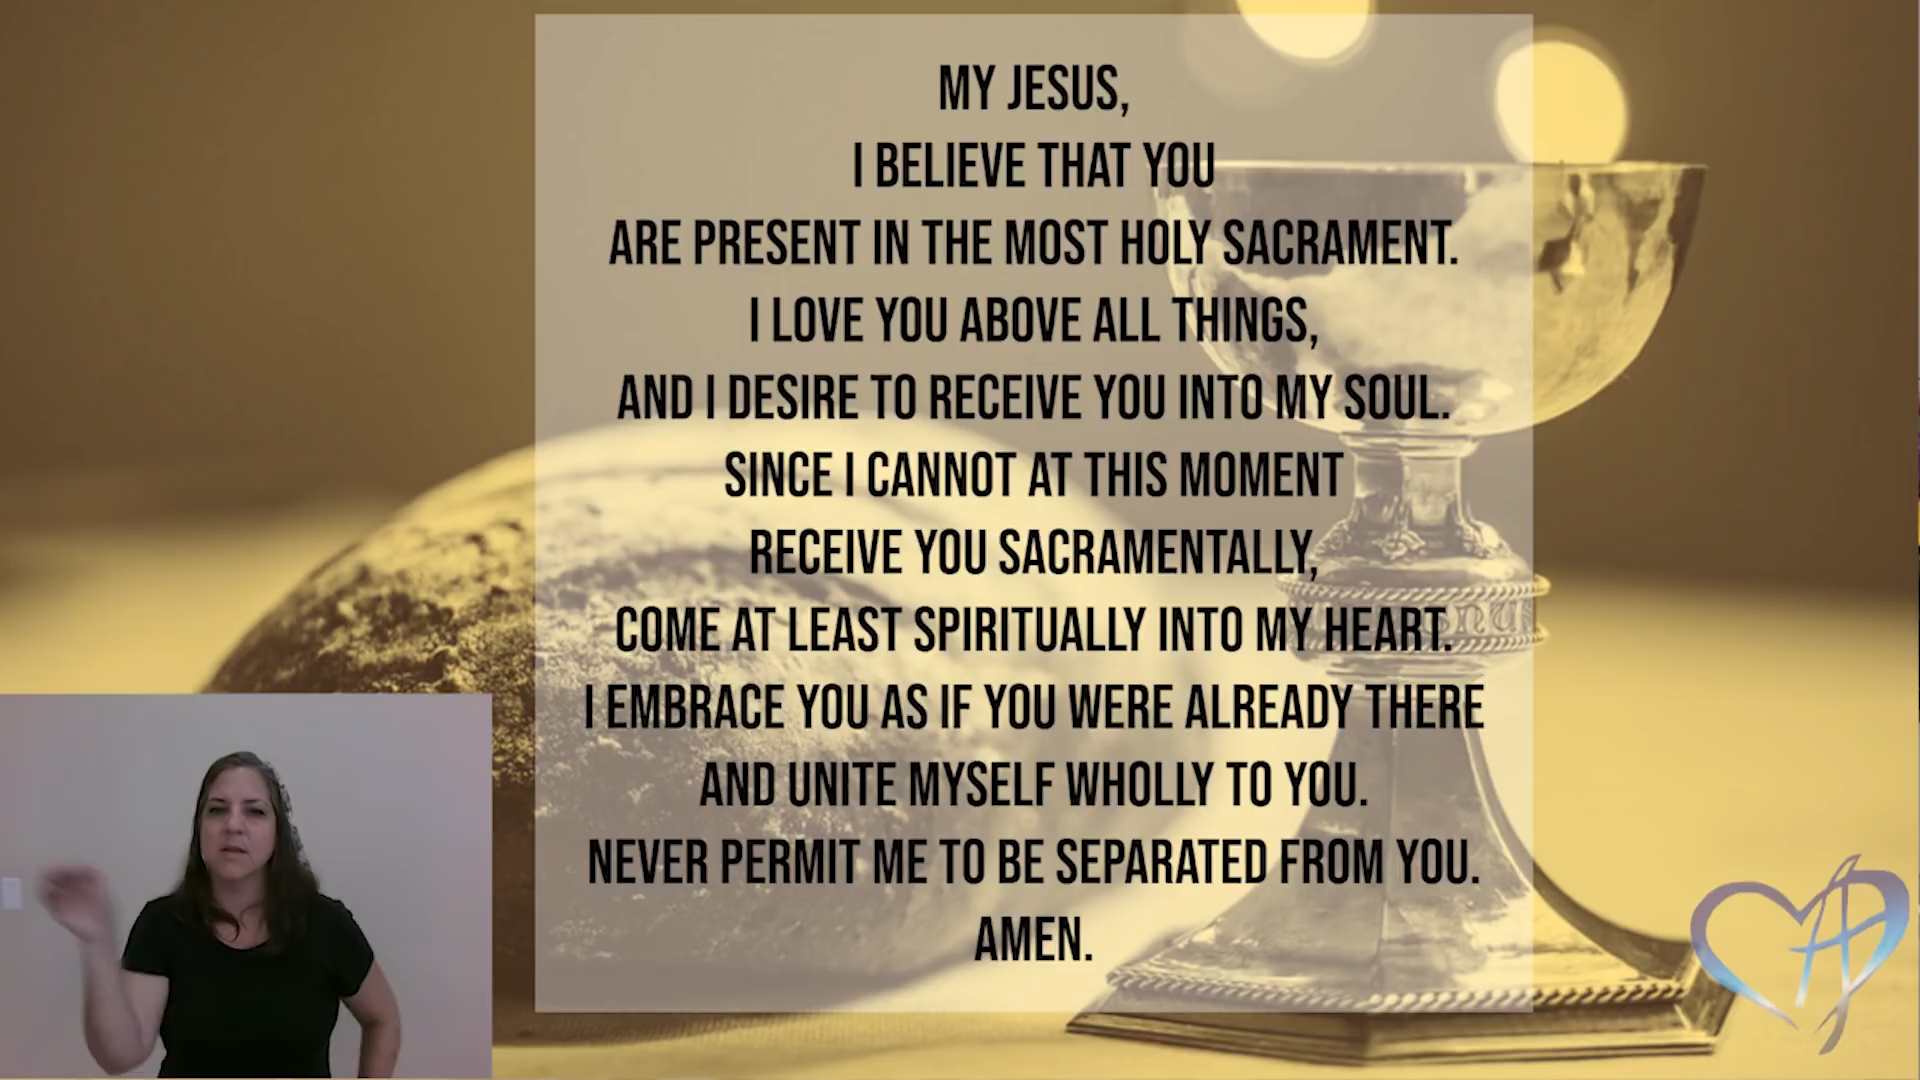 MY JESUS,
I BELIEVE THAT YOU
ARE PRESENT IN THE MOST HOLY SACRAMENT.
I LOVE YOU ABOVE ALL THINGS,
AND I DESIRE TO RECEIVE YOU INTO MY SOUL.
SINCE I CANNOT AT THIS MOMENT
RECEIVE YOU SACRAMENTALLY,
COME AT LEAST SPIRITUALLY INTO MY HEART.
I EMBRACE YOU AS IF YOU WERE ALREADY THERE
AND UNITE MYSELF WHOLLY TO YOU.
NEVER PERMIT ME TO BE SEPARATED FROM YOU.
AMEN.